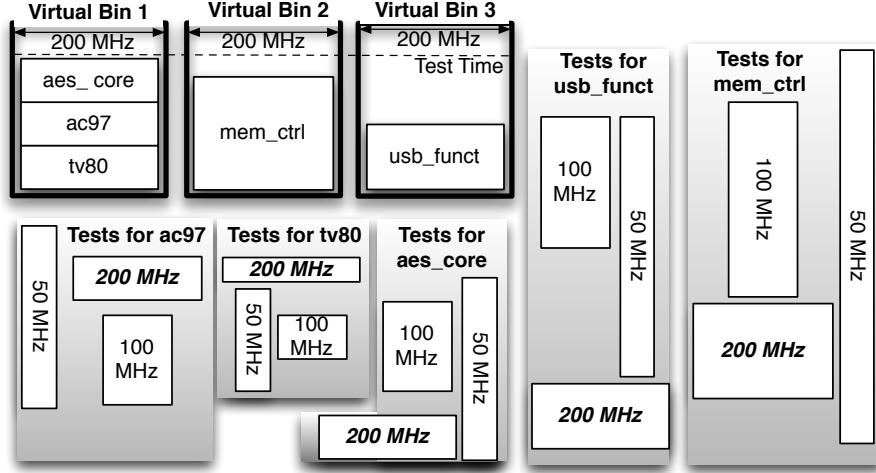 Virtual Bin 1
Virtual Bin 2
Virtual Bin 3
200 MHz
200 MHz
200 MHz
Test Time
aes_ core
ac97
tv80
mem_ctrl
usb_funct
Tests for
usb_funct
100
MHz
50 MHz
200 MHz
Tests for
mem_ctrl
100 MHz
50 MHz
200 MHz
Tests for ac97
50 MHz
200 MHz
100
MHz
Tests for tv80
200 MHz
50 MHz
100
MHz
Tests for
aes_core
100
MHz
50 MHz
200 MHz